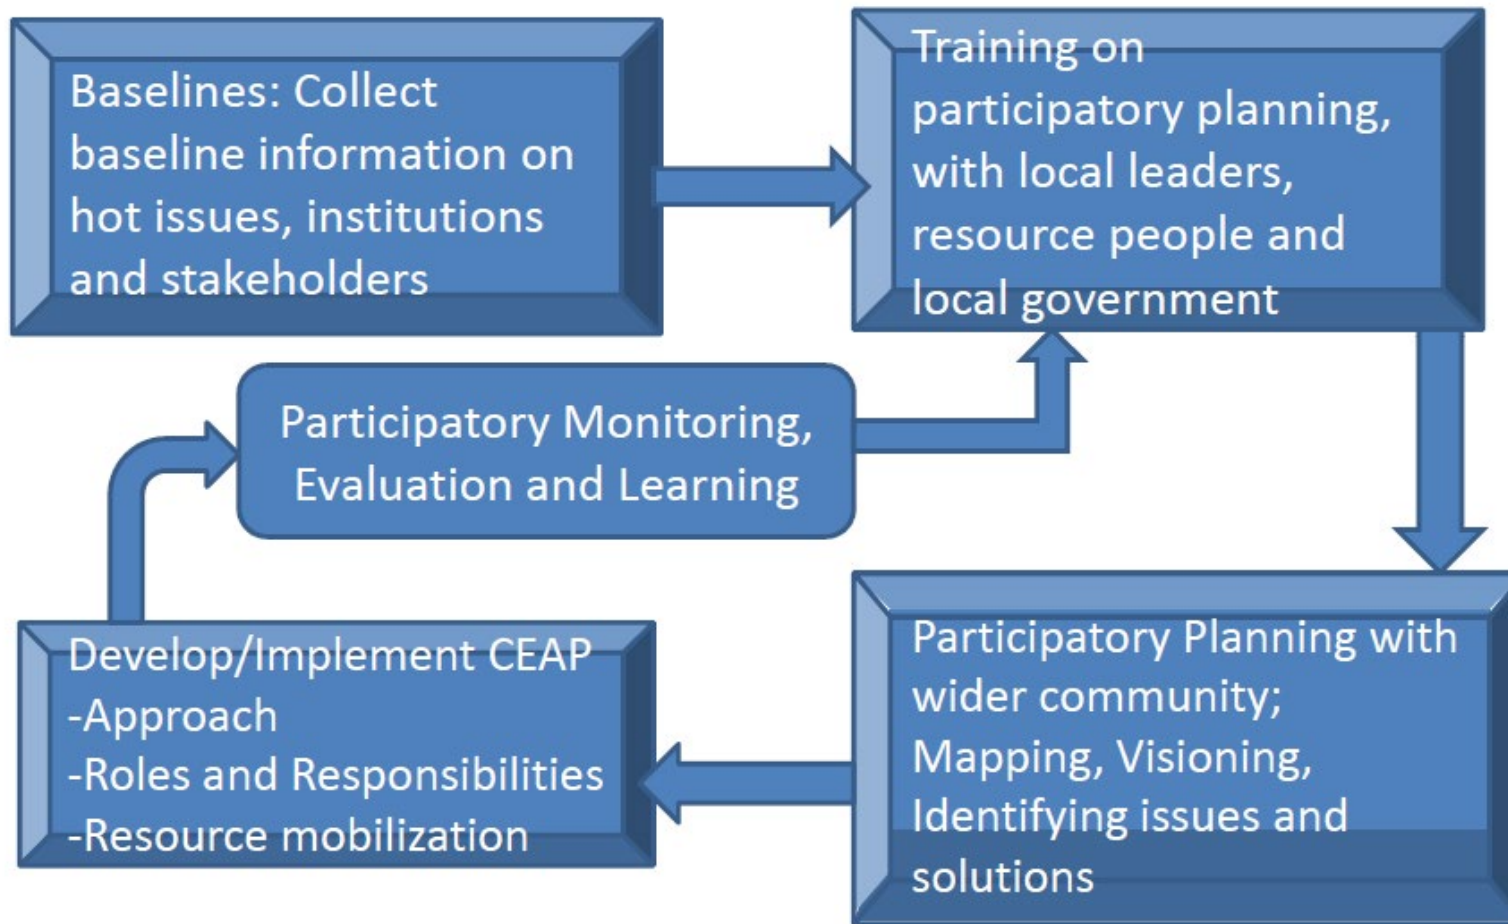 Baselines: Collect
baseline information on
hot issues, institutions
and stakeholders
Training on
participatory planning,
with local leaders,
resource people and
local government
Participatory Monitoring,
Evaluation and Learning
Participatory Planning with
wider community;
Mapping, Visioning,
Identifying issues and
solutions
Develop/Implement CEAP
-Approach
-Roles and Responsibilities
-Resource mobilization